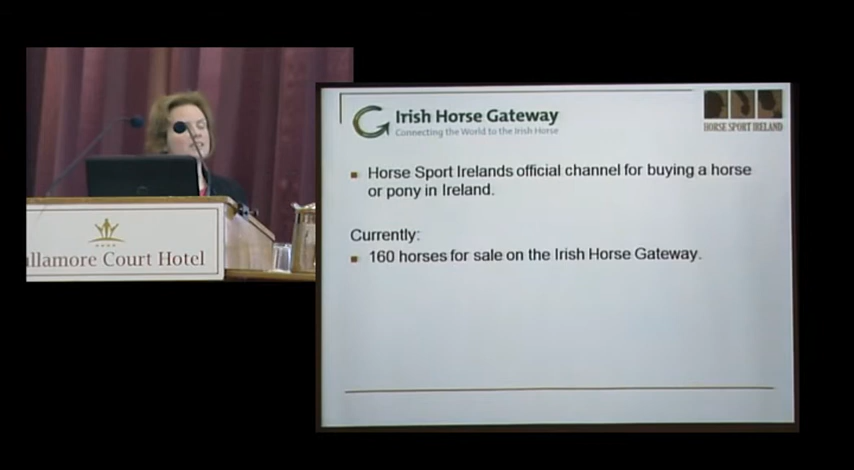 Irish Horse Gateway
Connecting the World to the Irish Horse
HORSE SPORT IRELAND
Horse Sport Irelands official channel for buying a horse
or pony in Ireland.
Currently:
160 horses for sale on the Irish Horse Gateway.
llamore Court Hotel